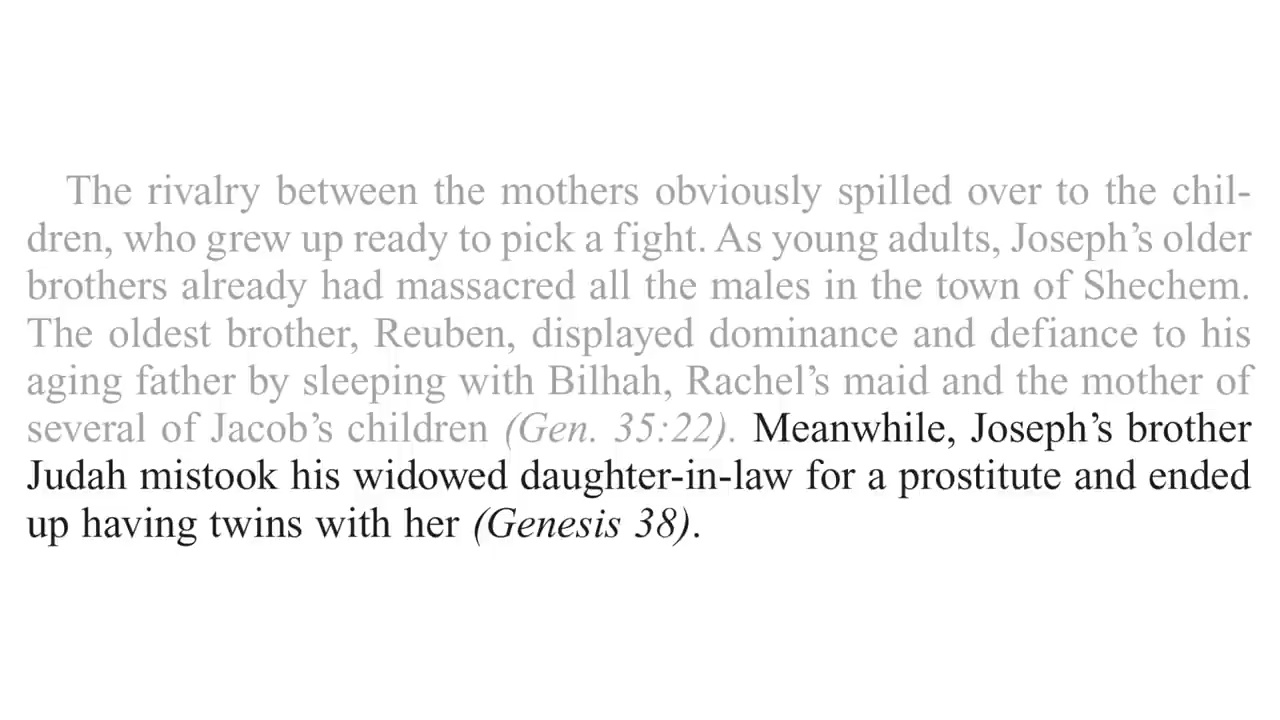 The rivalry between the mothers obviously spilled over to the chil-
dren, who grew up ready to pick a fight. As young adults, Joseph’s older
brothers already had massacred all the males in the town of Shechem.
The oldest brother, Reuben, displayed dominance and defiance to his
aging father by sleeping with Bilhah, Rachel’s maid and the mother of
several of Jacob’s children (Gen. 35:22). Meanwhile, Joseph’s brother
Judah mistook his widowed daughter-in-law for a prostitute and ended
up having twins with her (Genesis 38).